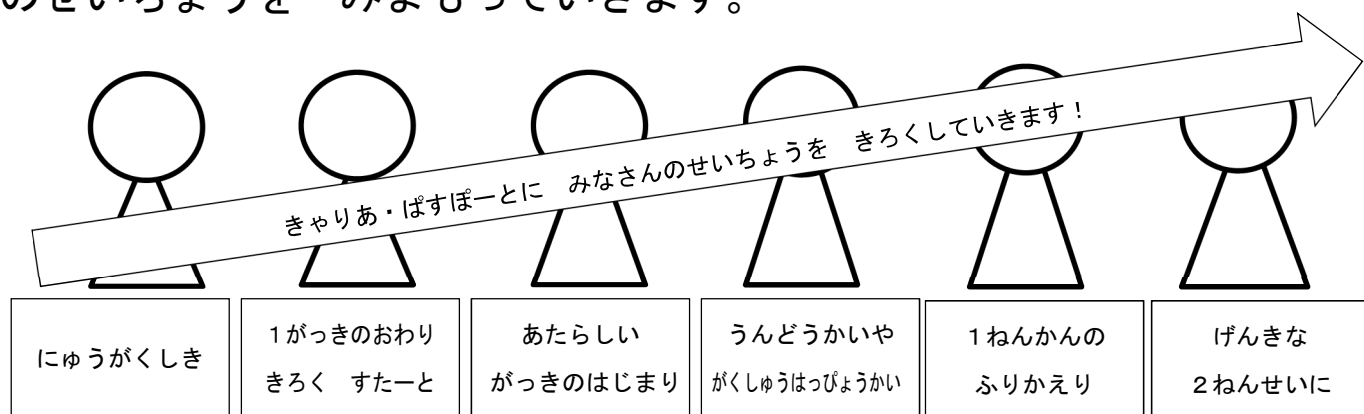 のせいちょうを　みまもっていきます。
きゃりあ・ぱすぽーとに　みなさんのせいちょうを　きろくしていきます！
にゅうがくしき
１がっきのおわり
きろく　すたーと
あたらしい
がっきのはじまり
うんどうかいや
がくしゅうはっぴょうかい
１ねんかんの
ふりかえり
げんきな
２ねんせいに